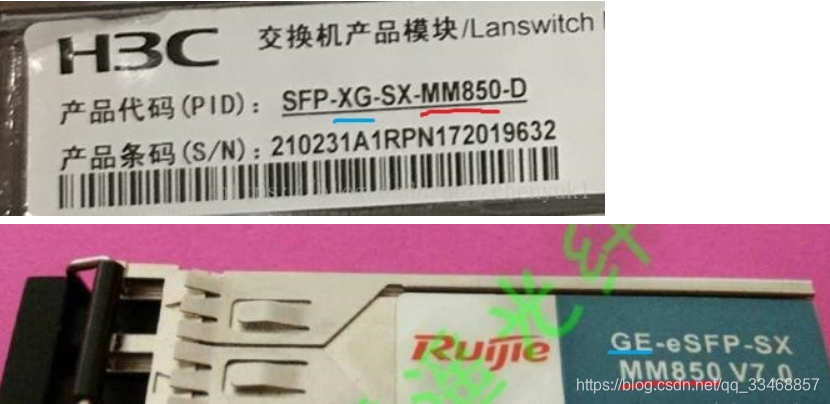 H3C 交换机产品模块/Lanswitch
产品代码(PID): SFP-XG-SX-MM850-D
产品条码(S/N): 210231A1RPN172019632
Ruijie
GE-eSFP-SX
MM850 V7.0
https://blog.csdn.net/qq_33468857